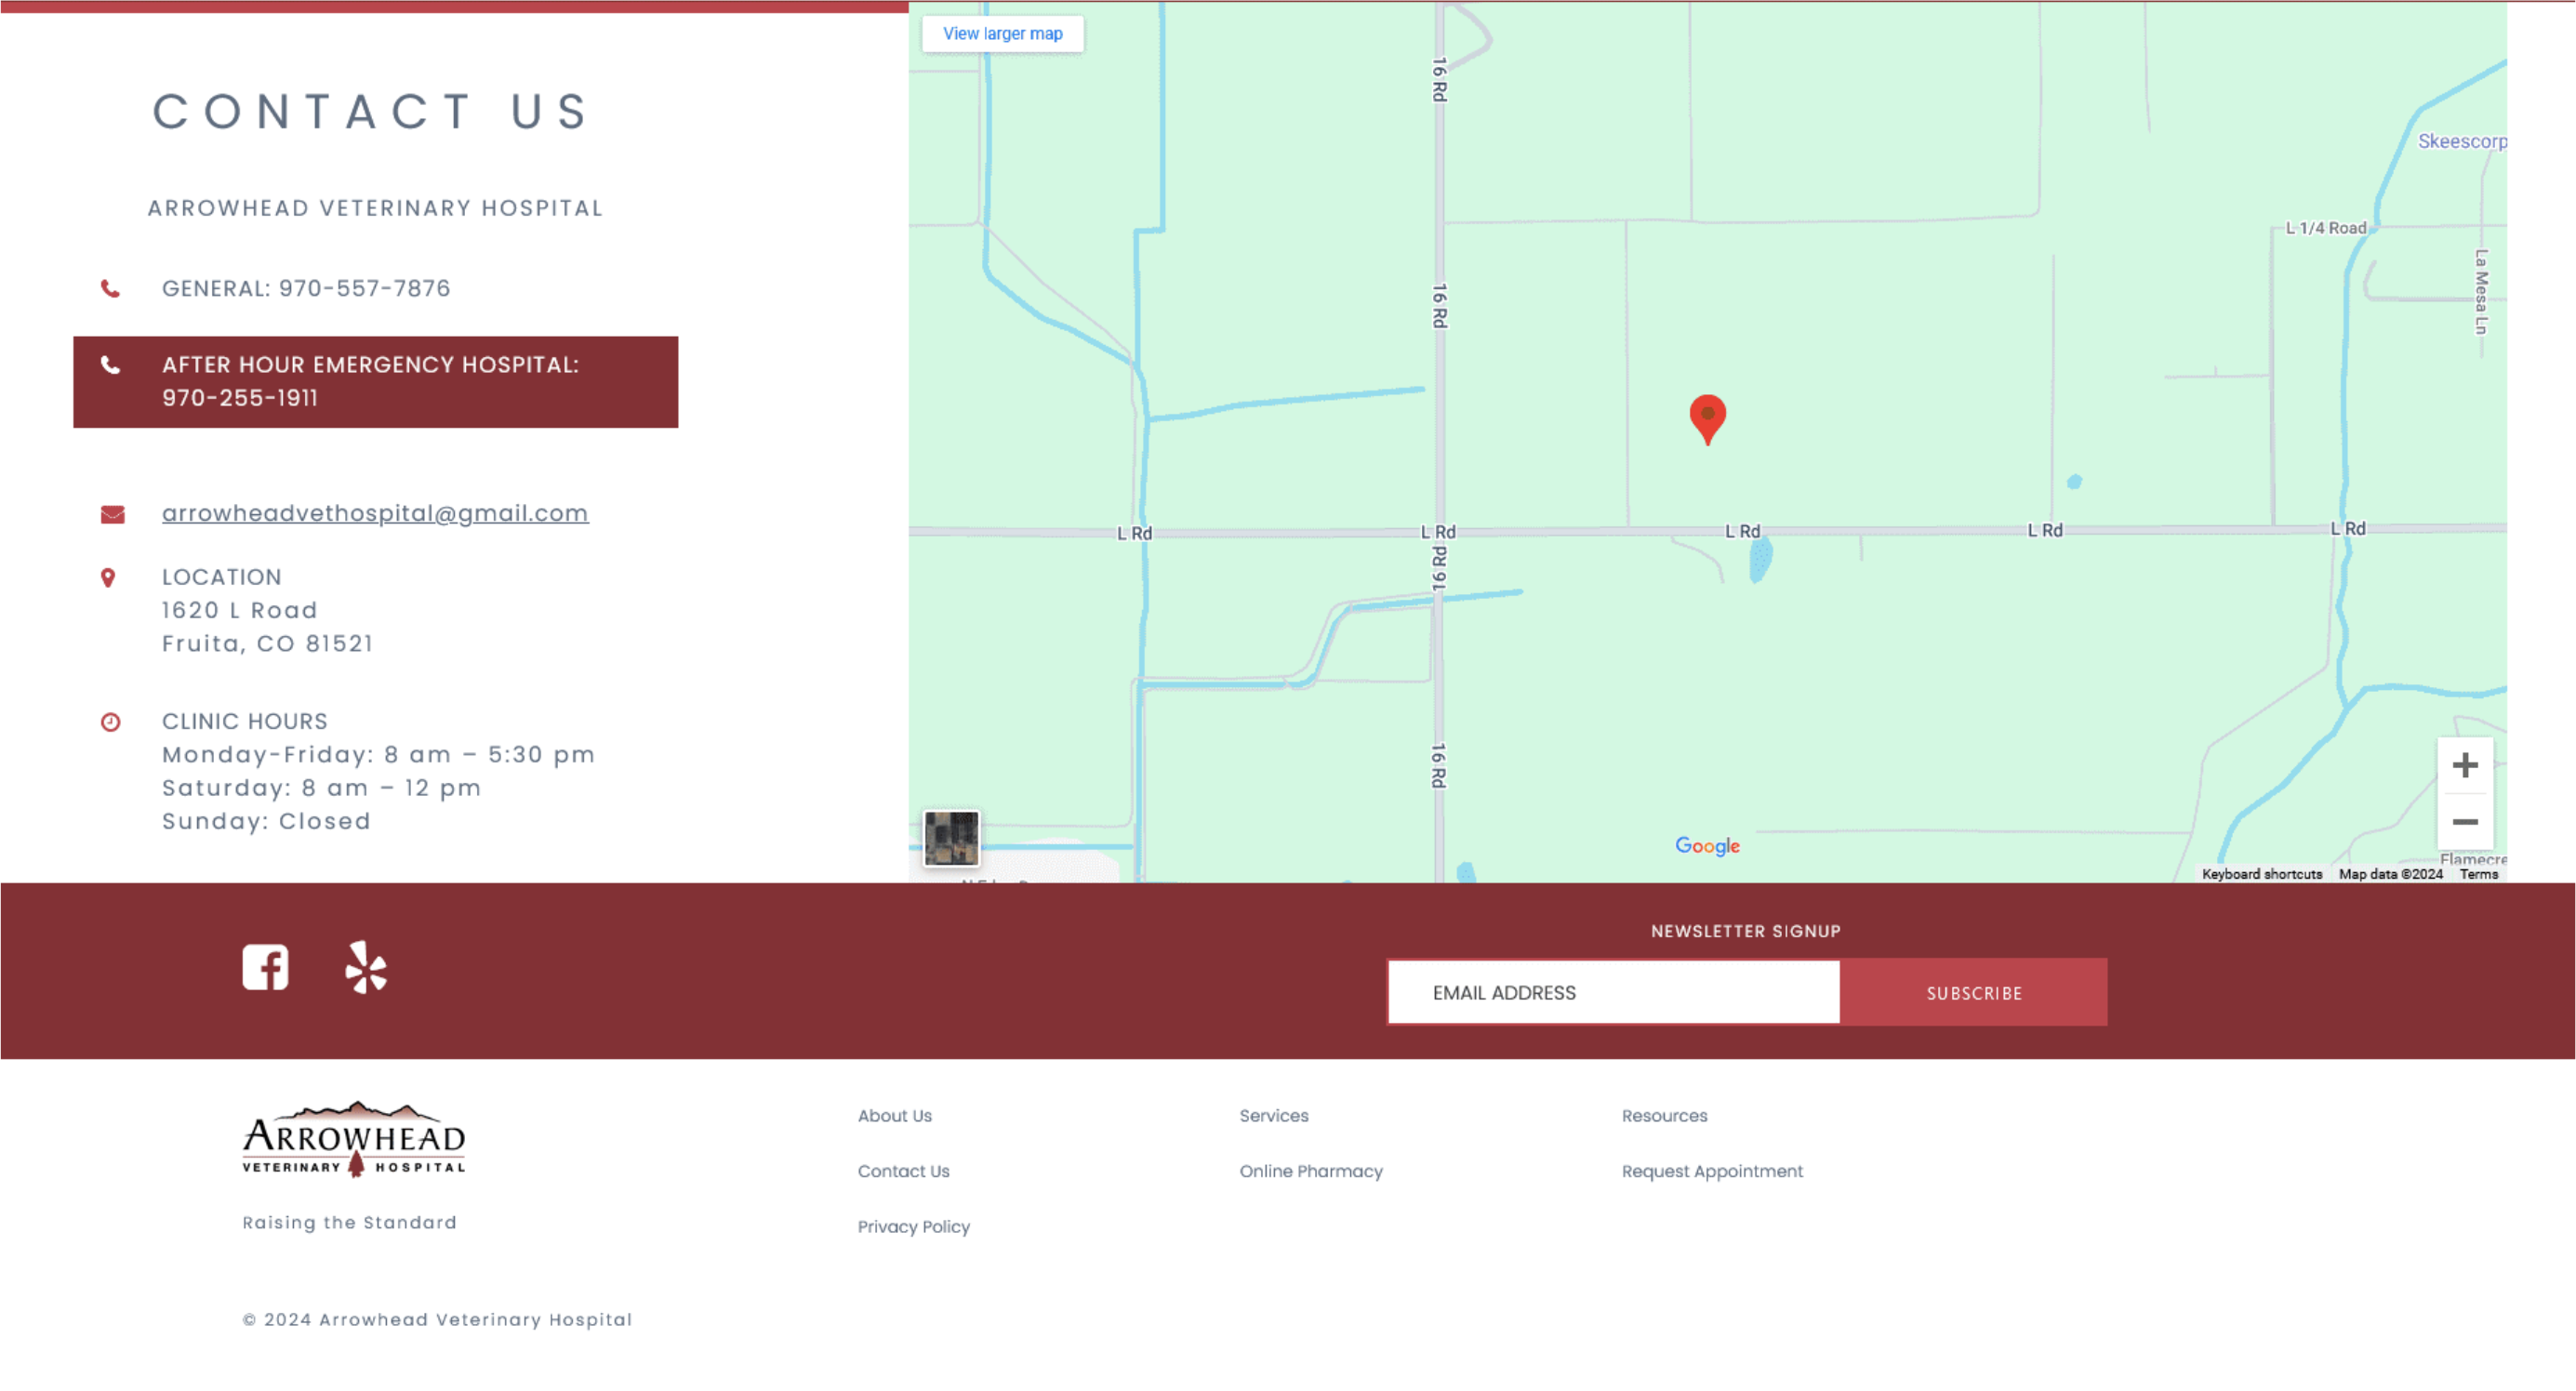 CONTACT US
ARROWHEAD VETERINARY HOSPITAL
GENERAL: 970-557-7876
AFTER HOUR EMERGENCY HOSPITAL:
970-255-1911
arrowheadvethospital@gmail.com
LOCATION
1620 L Road
Fruita, CO 81521
CLINIC HOURS
Monday-Friday: 8 am – 5:30 pm
Saturday: 8 am – 12 pm
Sunday: Closed
View larger map
16 Rd
Skeescorp
L 1/4 Road
La Mesa Ln
16 Rd
L Rd
L Rd
L Rd
L Rd
L Rd
16 Rd
16 Rd
Google
Flamecre
Keyboard shortcuts
Map data ©2024
Terms
NEWSLETTER SIGNUP
EMAIL ADDRESS
SUBSCRIBE
ARROWHEAD
VETERINARY HOSPITAL
Raising the Standard
About Us
Services
Resources
Contact Us
Online Pharmacy
Request Appointment
Privacy Policy
© 2024 Arrowhead Veterinary Hospital